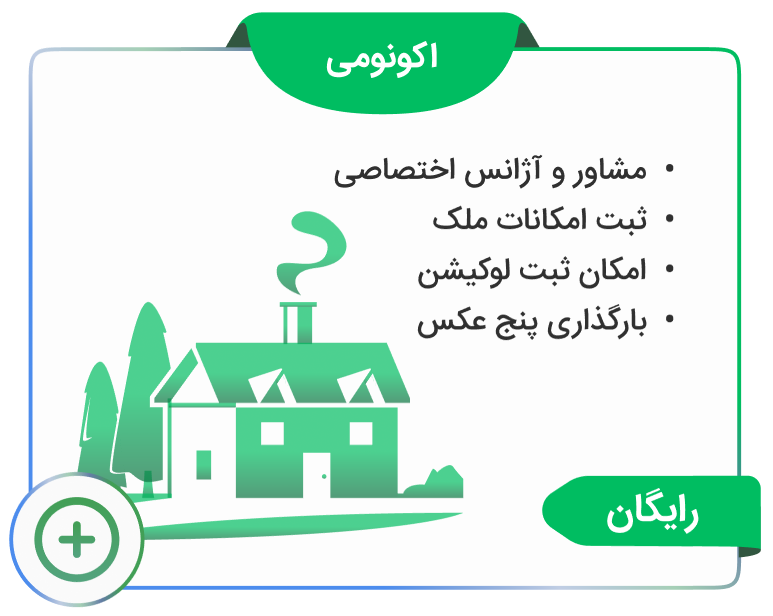 اکونومی
• مشاور و آژانس اختصاصی
• ثبت امکانات ملک
• امکان ثبت لوکیشن
• بارگذاری پنج عکس
رایگان